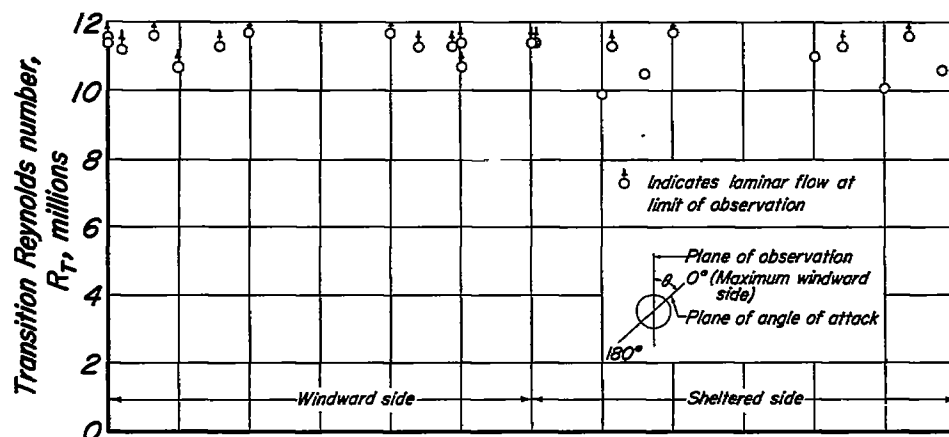 Transition Reynolds number,
R_T, millions
12
10
8
6
4
2
0
Indicates laminar flow at
limit of observation
Plane of observation
θ
0° (Maximum windward
side)
Plane of angle of attack
180°
Windward side
Sheltered side